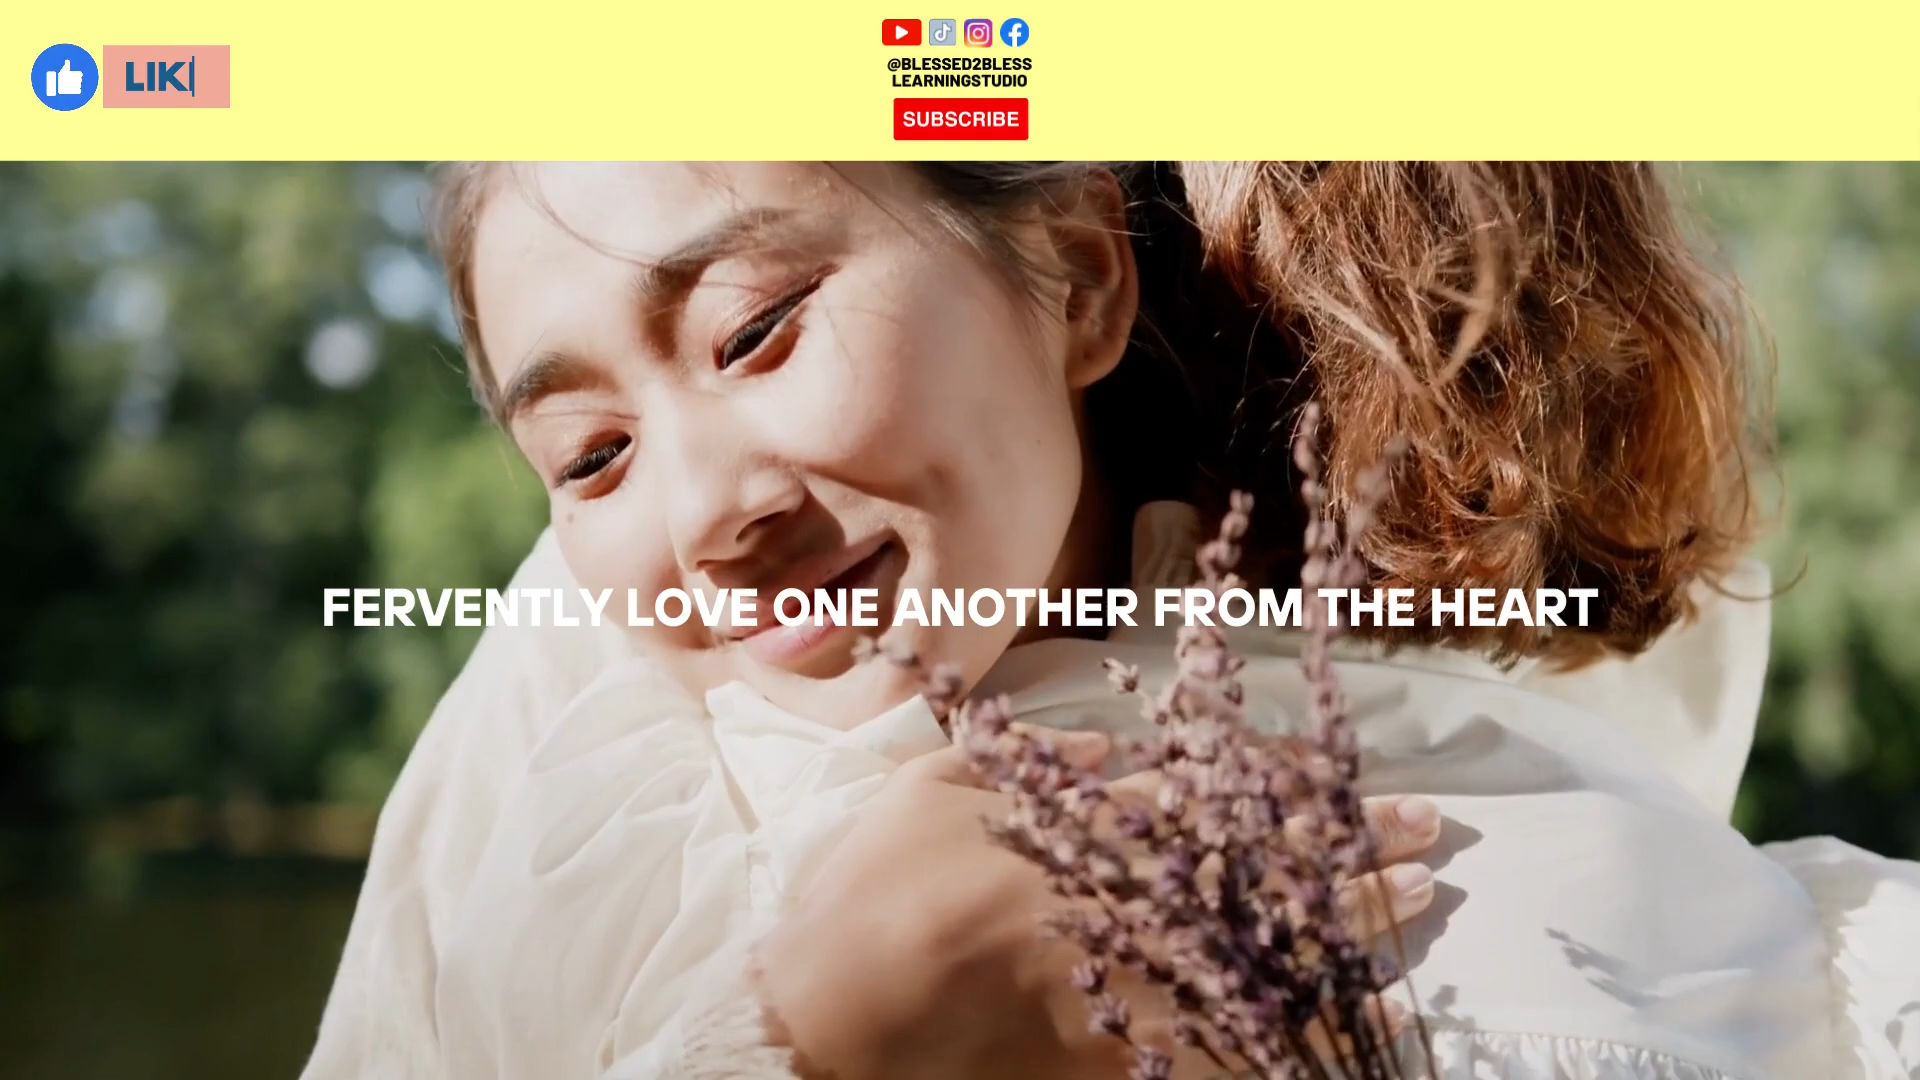 LIK
@BLESSED2BLESS
LEARNINGSTUDIO
SUBSCRIBE
FERVENTLY LOVE ONE ANOTHER FROM THE HEART